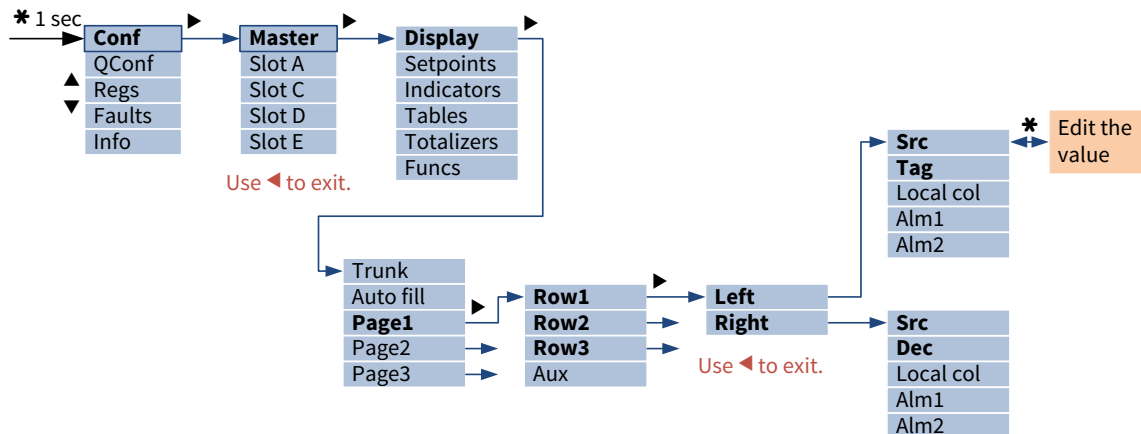 * 1 sec
Conf
QConf
Regs
Faults
Info
Master
Slot A
Slot C
Slot D
Slot E
Use ◀ to exit.
Display
Setpoints
Indicators
Tables
Totalizers
Funcs
Trunk
Auto fill
Page1
Page2
Page3
Row1
Row2
Row3
Aux
Left
Right
Use ◀ to exit.
Src
Tag
Local col
Alm1
Alm2
*
Edit the
value
Src
Dec
Local col
Alm1
Alm2